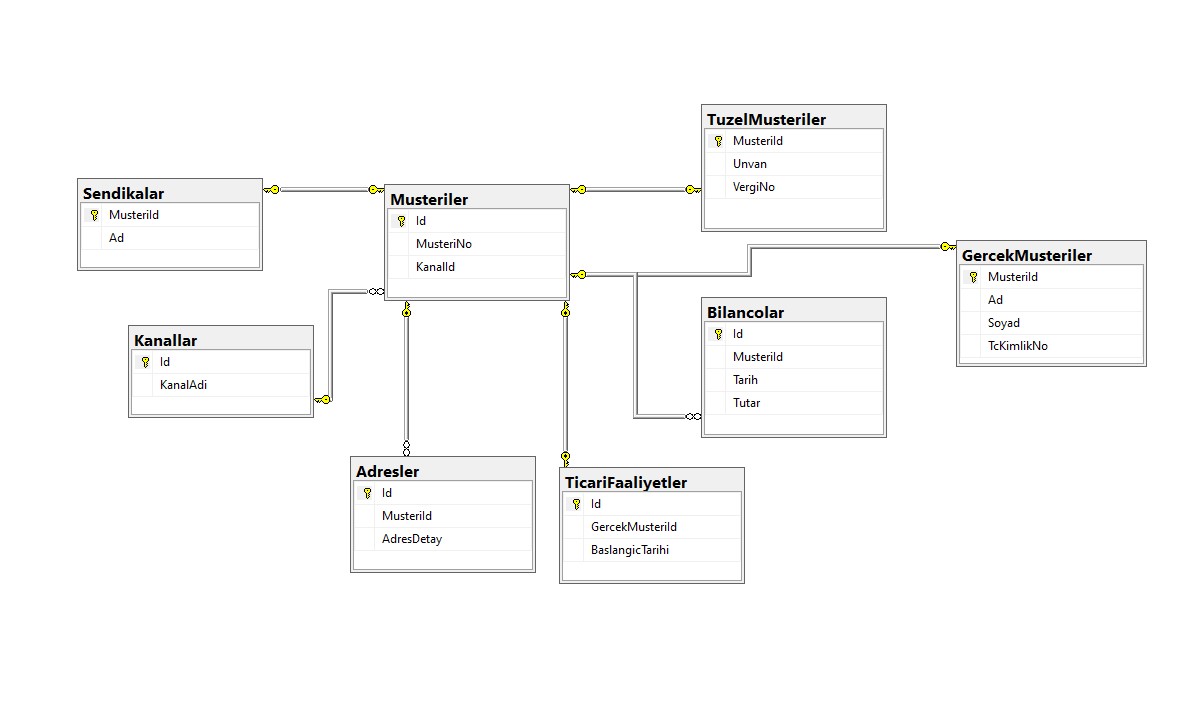 TuzelMusteriler
MusteriId
Unvan
VergiNo
Sendikalar
MusteriId
Ad
Musteriler
Id
MusteriNo
KanalId
GercekMusteriler
MusteriId
Ad
Soyad
TcKimlikNo
Bilancolar
Id
MusteriId
Tarih
Tutar
Kanallar
Id
KanalAdi
Adresler
Id
MusteriId
AdresDetay
TicariFaaliyetler
Id
GercekMusteriId
BaslangicTarihi